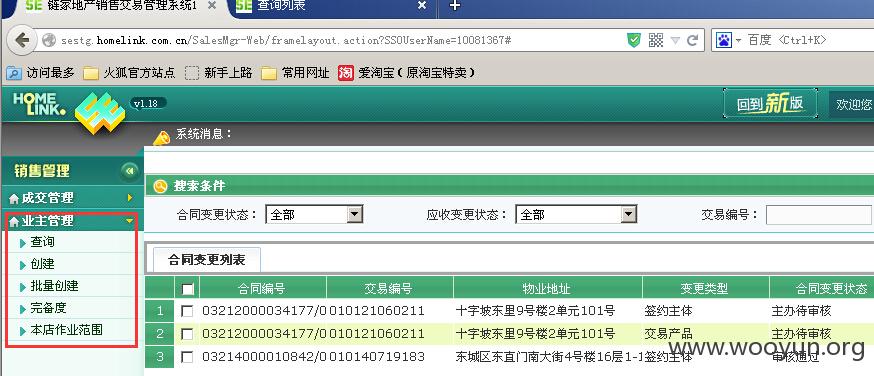 SE 链家地产销售交易管理系统1 × SE 查询列表 × +
sestg.homelink.com.cn/SalesMgr-Web/framelayout.action?SSOUserName=10081367# 百度 <Ctrl+K>
访问最多 火狐官方站点 新手上路 常用网址 淘 爱淘宝（原淘宝特卖）
HOME LINK. v1.18 回到新版 欢迎您
系统消息：
销售管理
搜索条件
成交管理
合同变更状态： 全部 应收变更状态： 全部 交易编号：
业主管理
查询
创建
批量创建
完备度
本店作业范围
合同变更列表
合同编号 交易编号 物业地址 变更类型 合同变更状态
1 03212000034177/0 010121060211 十字坡东里9号楼2单元101号 签约主体 主办待审核
2 03212000034177/0 010121060211 十字坡东里9号楼2单元101号 交易产品 主办待审核
3 03214000010842/0 010140719183 东城区东直门南大街4号楼16层1-1 签约主体 审核通过
www.wooyun.org